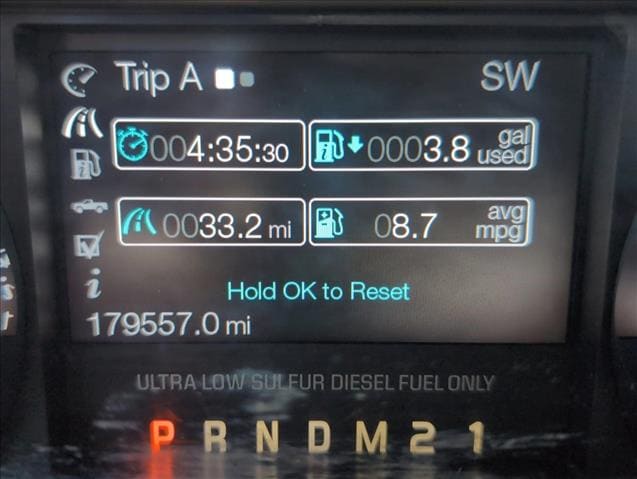 Trip A SW
004:35:30 0003.8 gal used
0033.2 mi 08.7 avg mpg
Hold OK to Reset
179557.0 mi
ULTRA LOW SULFUR DIESEL FUEL ONLY
P R N D M 2 1